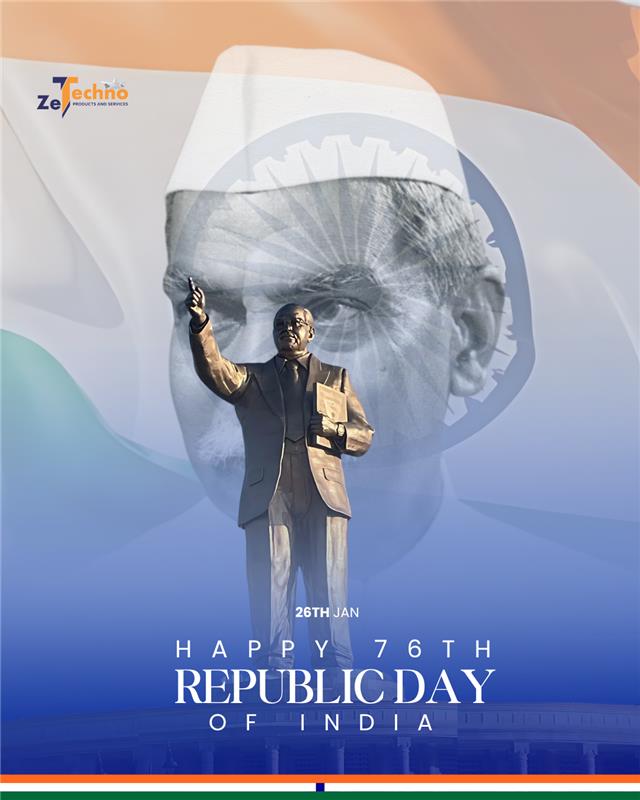 ZeTechno
PRODUCTS AND SERVICES
26TH JAN
HAPPY 76TH
REPUBLIC DAY
OF INDIA